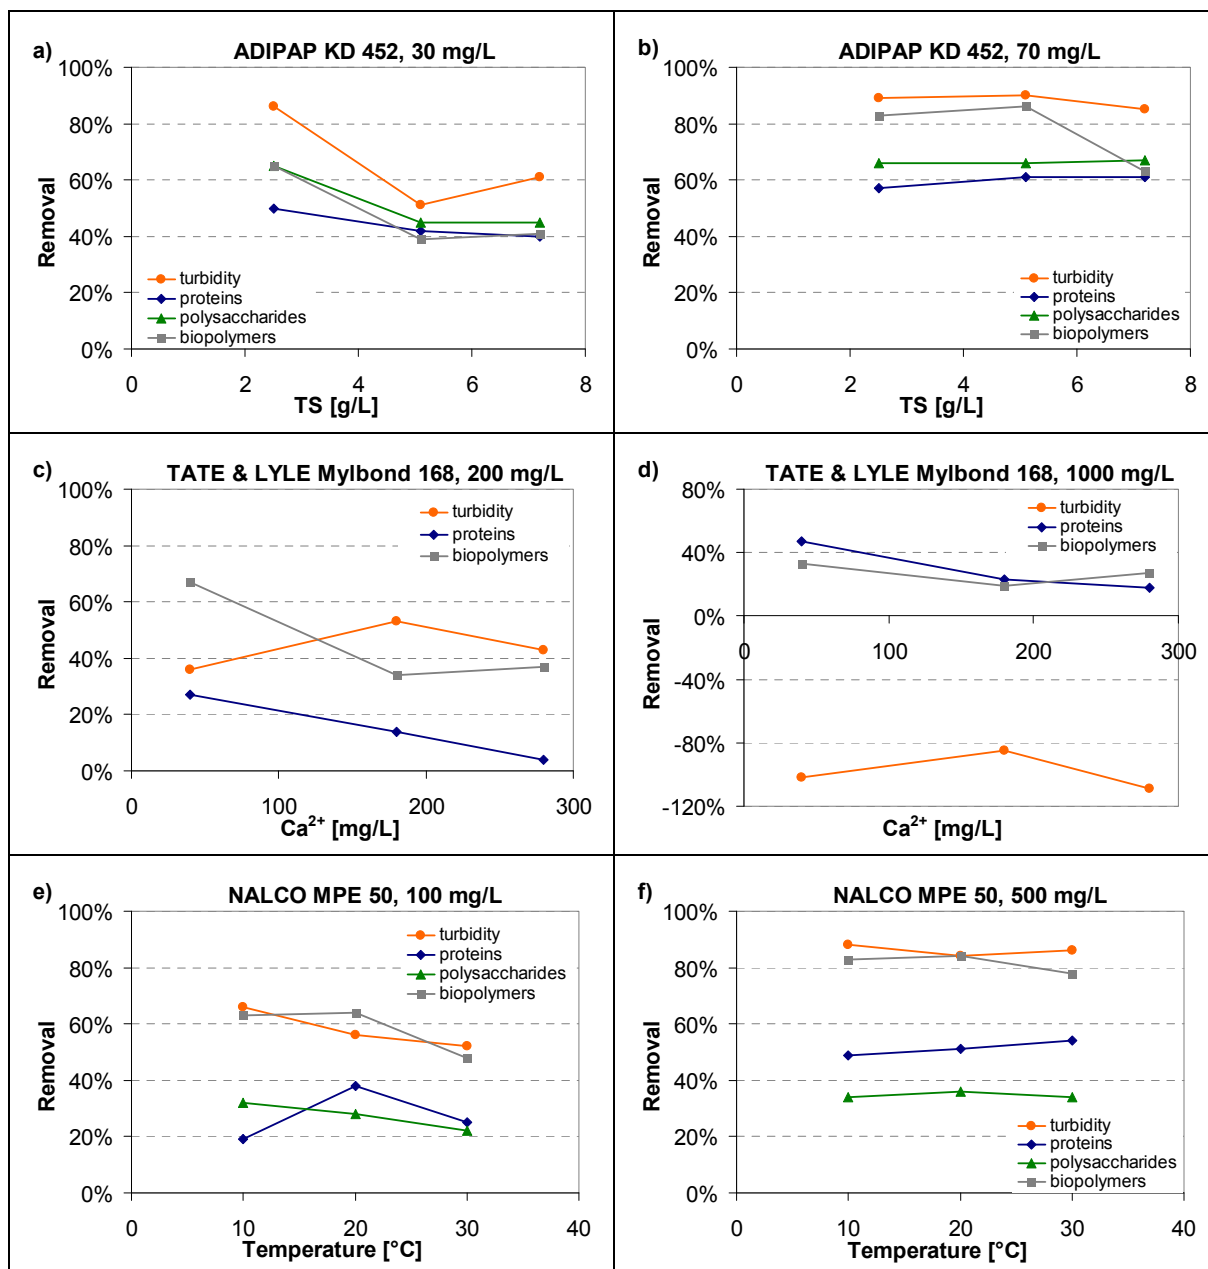 a)
ADIPAP KD 452, 30 mg/L
100%
80%
60%
40%
20%
0%
Removal
turbidity
proteins
polysaccharides
biopolymers
0 2 4 6 8
TS [g/L]
b)
ADIPAP KD 452, 70 mg/L
100%
80%
60%
40%
20%
0%
Removal
turbidity
proteins
polysaccharides
biopolymers
0 2 4 6 8
TS [g/L]
c)
TATE & LYLE Mylbond 168, 200 mg/L
100%
80%
60%
40%
20%
0%
Removal
turbidity
proteins
biopolymers
100 200 300
Ca²⁺ [mg/L]
d)
TATE & LYLE Mylbond 168, 1000 mg/L
80%
40%
0%
-40%
-80%
-120%
Removal
turbidity
proteins
biopolymers
0 100 200 300
Ca²⁺ [mg/L]
e)
NALCO MPE 50, 100 mg/L
100%
80%
60%
40%
20%
0%
Removal
turbidity
proteins
polysaccharides
biopolymers
0 10 20 30 40
Temperature [°C]
f)
NALCO MPE 50, 500 mg/L
100%
80%
60%
40%
20%
0%
Removal
turbidity
proteins
polysaccharides
biopolymers
0 10 20 30 40
Temperature [°C]